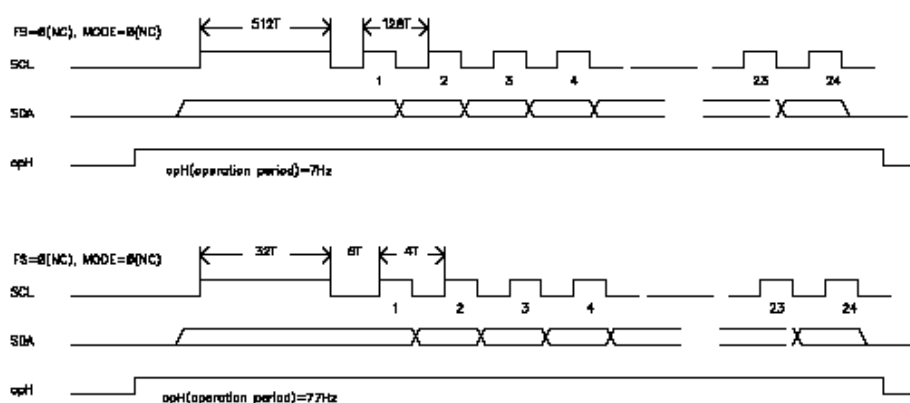 512T 128T
FS=0(NC), MODE=0(NC)
SCL
1 2 3 4 23 24
SDA
opH
opH(operation period)=7Hz
32T 6T 4T
FS=0(NC), MODE=0(NC)
SCL
1 2 3 4 23 24
SDA
opH
opH(operation period)=77Hz